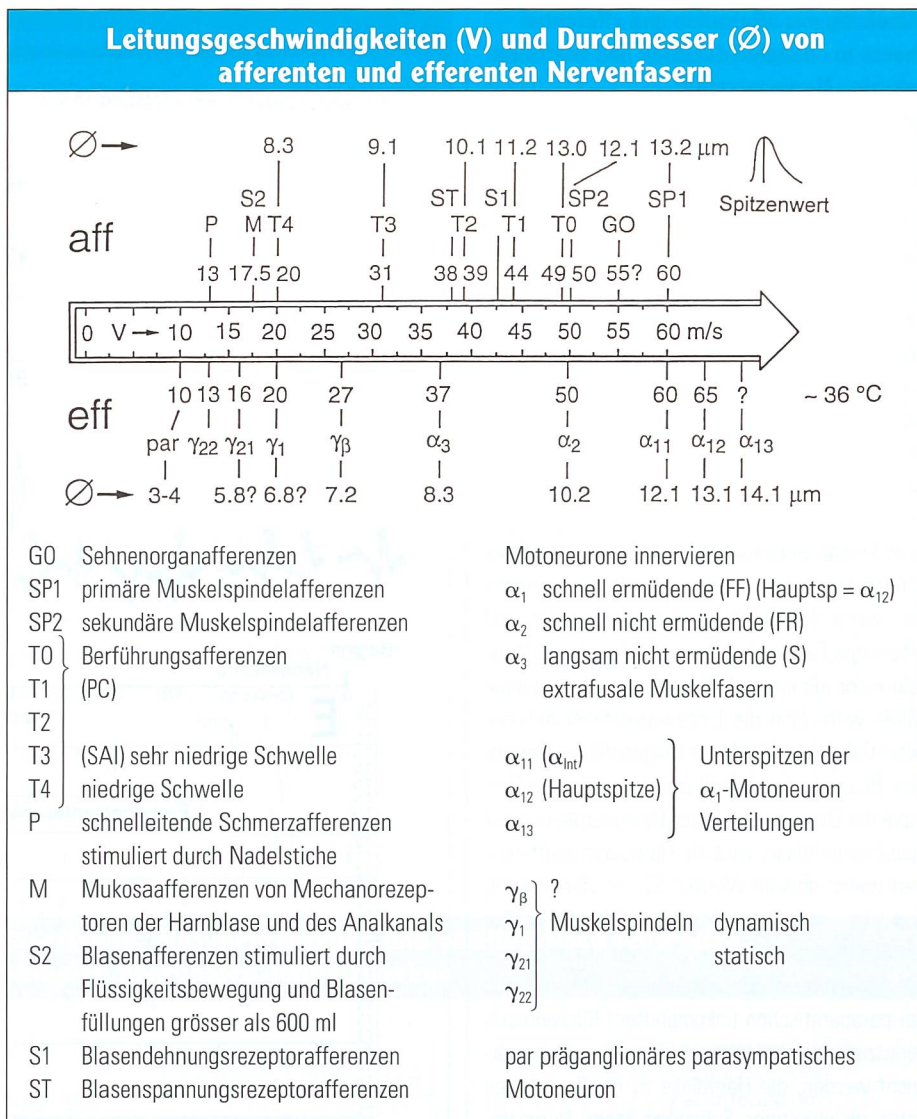 Leitungsgeschwindigkeiten (V) und Durchmesser (Ø) von
afferenten und efferenten Nervenfasern
Ø → 8.3 9.1 10.1 11.2 13.0 12.1 13.2 µm
S2 ST S1 SP2 SP1 Spitzenwert
aff P M T4 T3 T2 T1 T0 GO
13 17.5 20 31 38 39 44 49 50 55? 60
0 V → 10 15 20 25 30 35 40 45 50 55 60 m/s
10 13 16 20 27 37 50 60 65 ? ~ 36 °C
eff
par γ22 γ21 γ1 γβ α3 α2 α11 α12 α13
Ø → 3-4 5.8? 6.8? 7.2 8.3 10.2 12.1 13.1 14.1 µm
GO Sehnenorganafferenzen
SP1 primäre Muskelspindelafferenzen
SP2 sekundäre Muskelspindelafferenzen
T0 Berführungsafferenzen
T1 (PC)
T2
T3 (SAI) sehr niedrige Schwelle
T4 niedrige Schwelle
P schnelleitende Schmerzafferenzen
stimuliert durch Nadelstiche
M Mukosaafferenzen von Mechanorezep-
toren der Harnblase und des Analkanals
S2 Blasenafferenzen stimuliert durch
Flüssigkeitsbewegung und Blasen-
füllungen grösser als 600 ml
S1 Blasendehnungsrezeptorafferenzen
ST Blasenspannungsrezeptorafferenzen
Motoneurone innervieren
α1 schnell ermüdende (FF) (Hauptsp = α12)
α2 schnell nicht ermüdende (FR)
α3 langsam nicht ermüdende (S)
extrafusale Muskelfasern
α11 (αInt) Unterspitzen der
α12 (Hauptspitze) α1-Motoneuron
α13 Verteilungen
γβ ?
γ1 Muskelspindeln dynamisch
γ21 statisch
γ22
par präganglionäres parasympatisches
Motoneuron